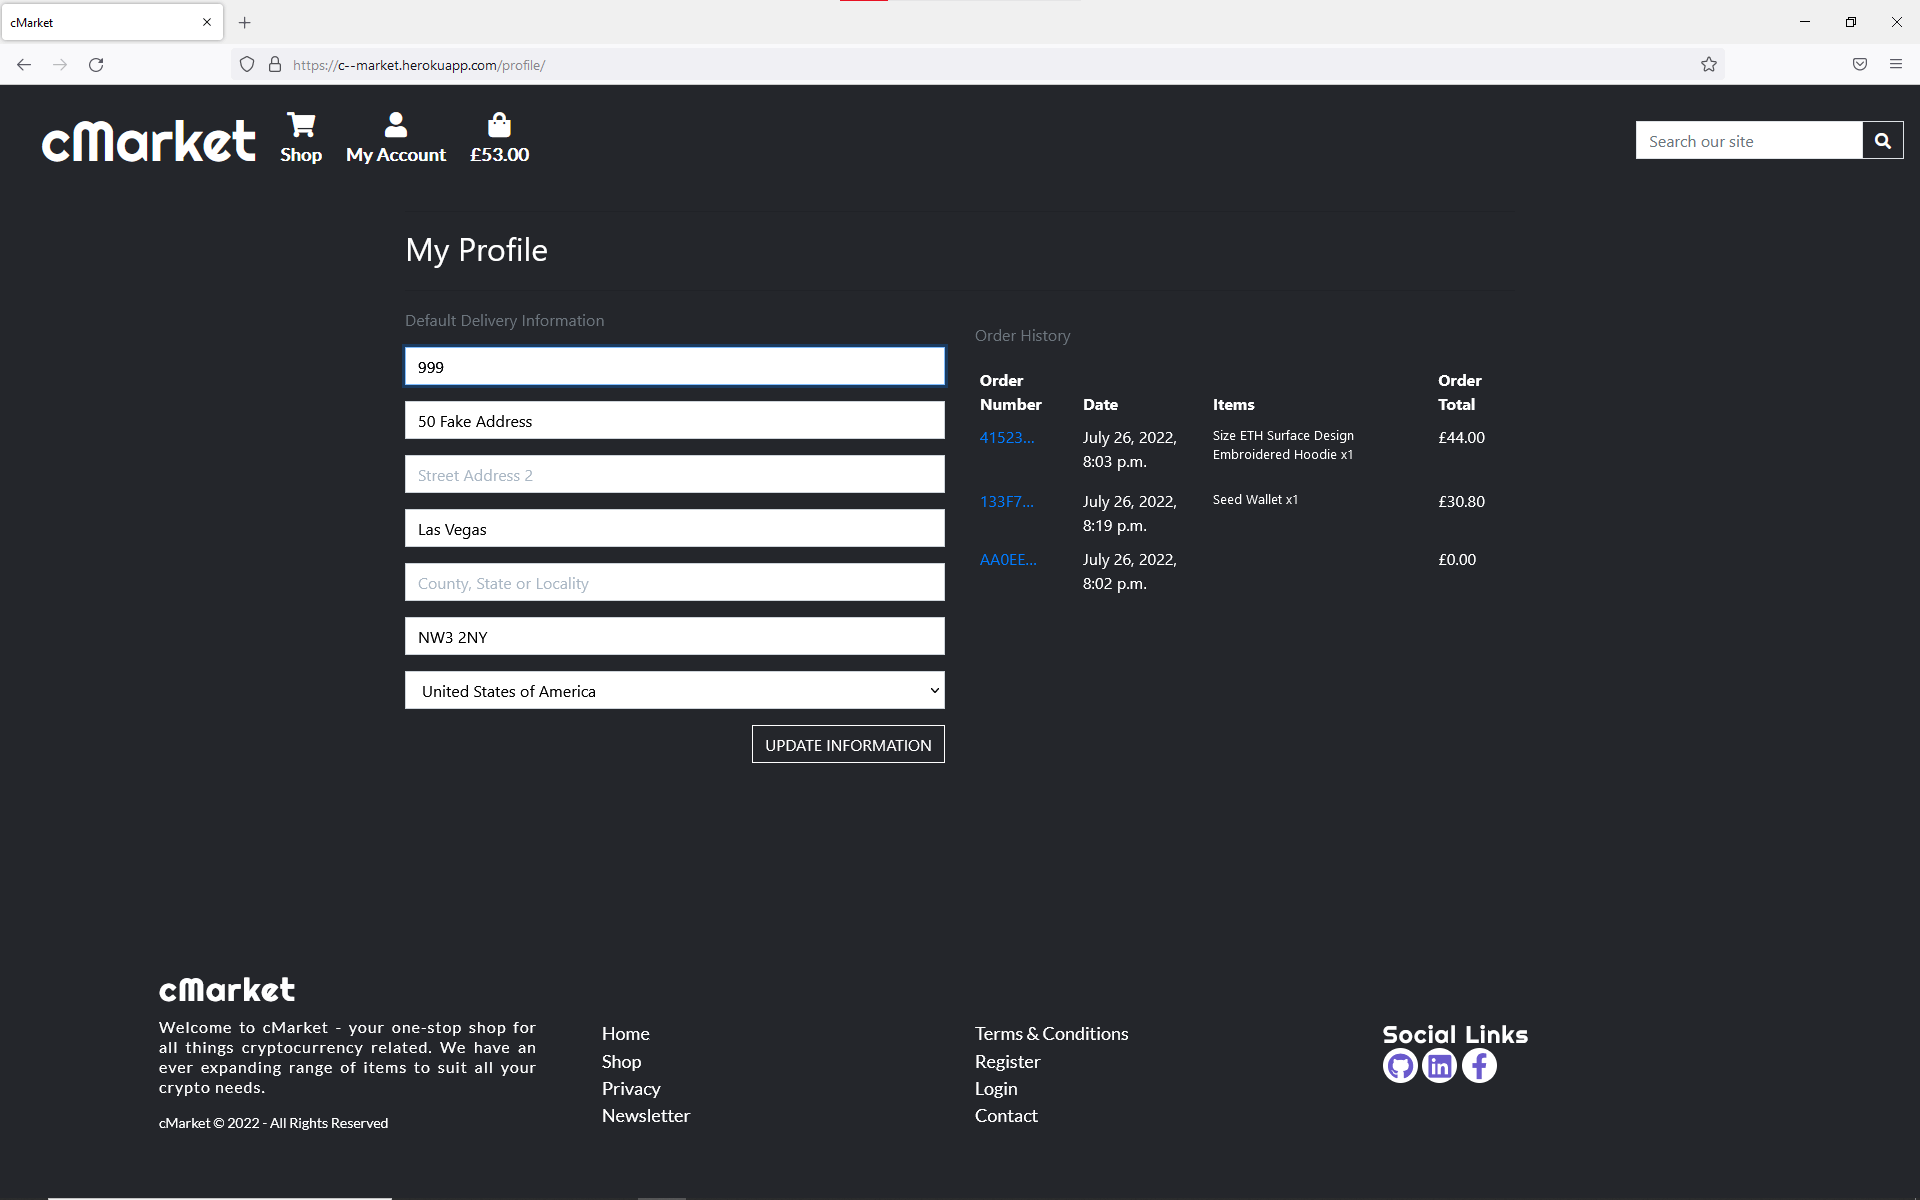 cMarket
https://c--market.herokuapp.com/profile/
cMarket
Shop
My Account
£53.00
Search our site
My Profile
Default Delivery Information
999
50 Fake Address
Street Address 2
Las Vegas
County, State or Locality
NW3 2NY
United States of America
UPDATE INFORMATION
Order History
Order Number Date Items Order Total
41523... July 26, 2022, 8:03 p.m. Size ETH Surface Design Embroidered Hoodie x1 £44.00
133F7... July 26, 2022, 8:19 p.m. Seed Wallet x1 £30.80
AA0EE... July 26, 2022, 8:02 p.m. £0.00
cMarket
Welcome to cMarket - your one-stop shop for
all things cryptocurrency related. We have an
ever expanding range of items to suit all your
crypto needs.
cMarket © 2022 - All Rights Reserved
Home
Shop
Privacy
Newsletter
Terms & Conditions
Register
Login
Contact
Social Links